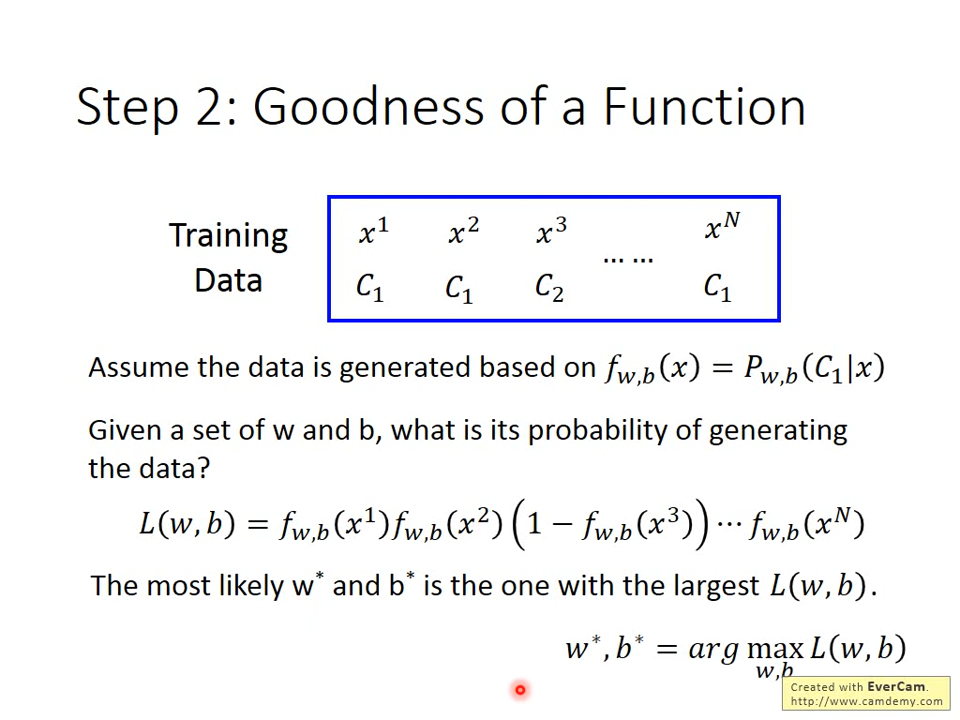 Step 2: Goodness of a Function
Training Data
x¹ x² x³ … … xᴺ
C₁ C₁ C₂ C₁
Assume the data is generated based on f_{w,b}(x) = P_{w,b}(C₁|x)
Given a set of w and b, what is its probability of generating
the data?
L(w, b) = f_{w,b}(x¹)f_{w,b}(x²)(1 − f_{w,b}(x³)) ⋯ f_{w,b}(xᴺ)
The most likely w* and b* is the one with the largest L(w, b).
w*, b* = arg max_{w,b} L(w, b)
Created with EverCam.
http://www.camdemy.com